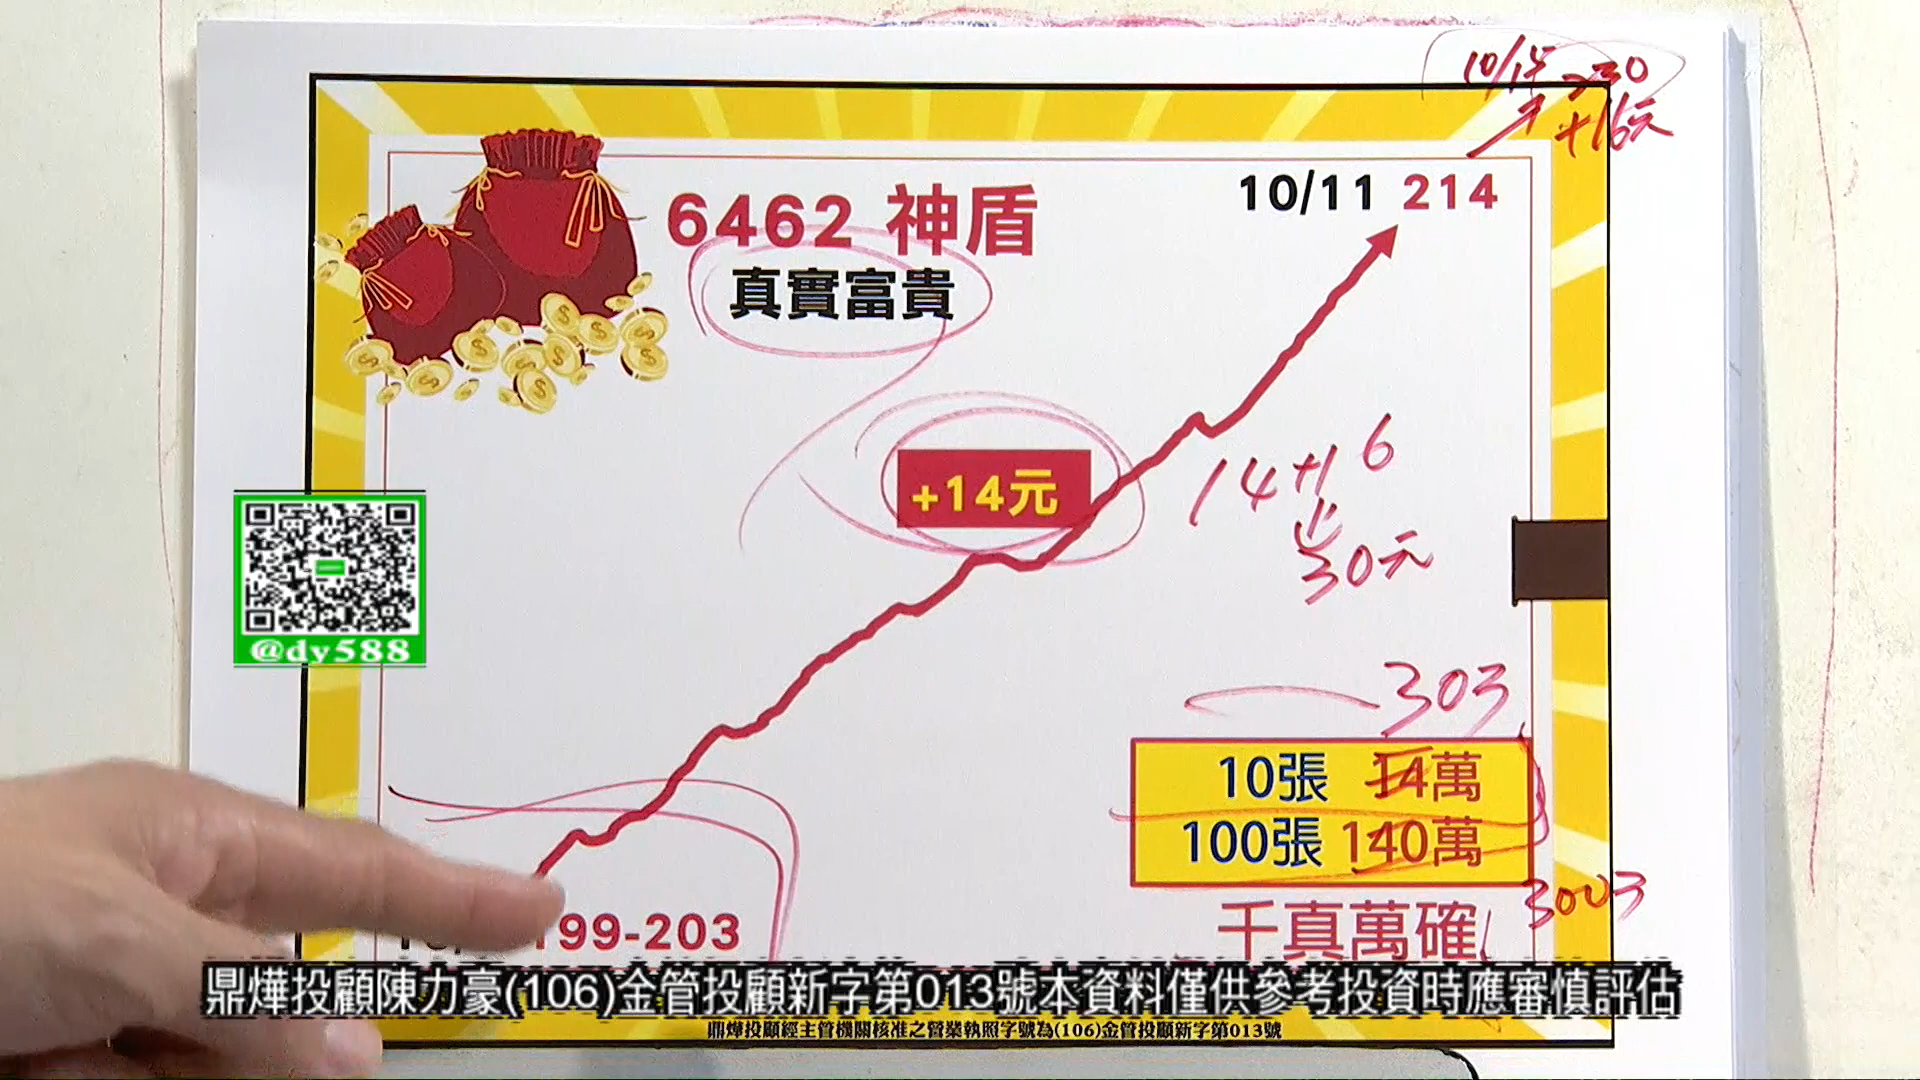 10/14 230
+16元
10/11 214
6462 神盾
真實富貴
+14元
14+16
30元
@dy588
303
10張 14萬
100張 140萬
3003
199-203
千真萬確
鼎燁投顧陳力豪(106)金管投顧新字第013號本資料僅供參考投資時應審慎評估
鼎燁投顧經主管機關核准之營業執照字號為(106)金管投顧新字第013號